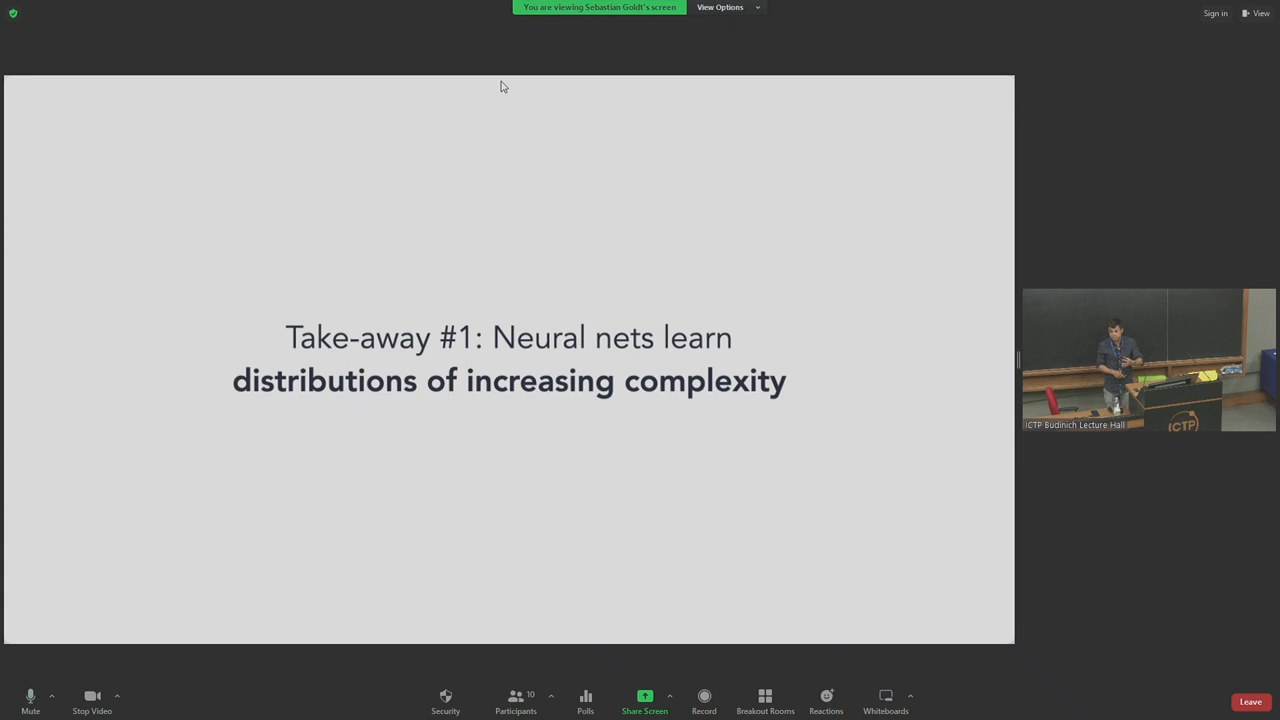 You are viewing Sebastian Goldt's screen
View Options
Sign in
View
Take-away #1: Neural nets learn
distributions of increasing complexity
ICTP
ICTP Budinich Lecture Hall
Mute
Stop Video
Security
Participants
10
Polls
Share Screen
Record
Breakout Rooms
Reactions
Whiteboards
Leave